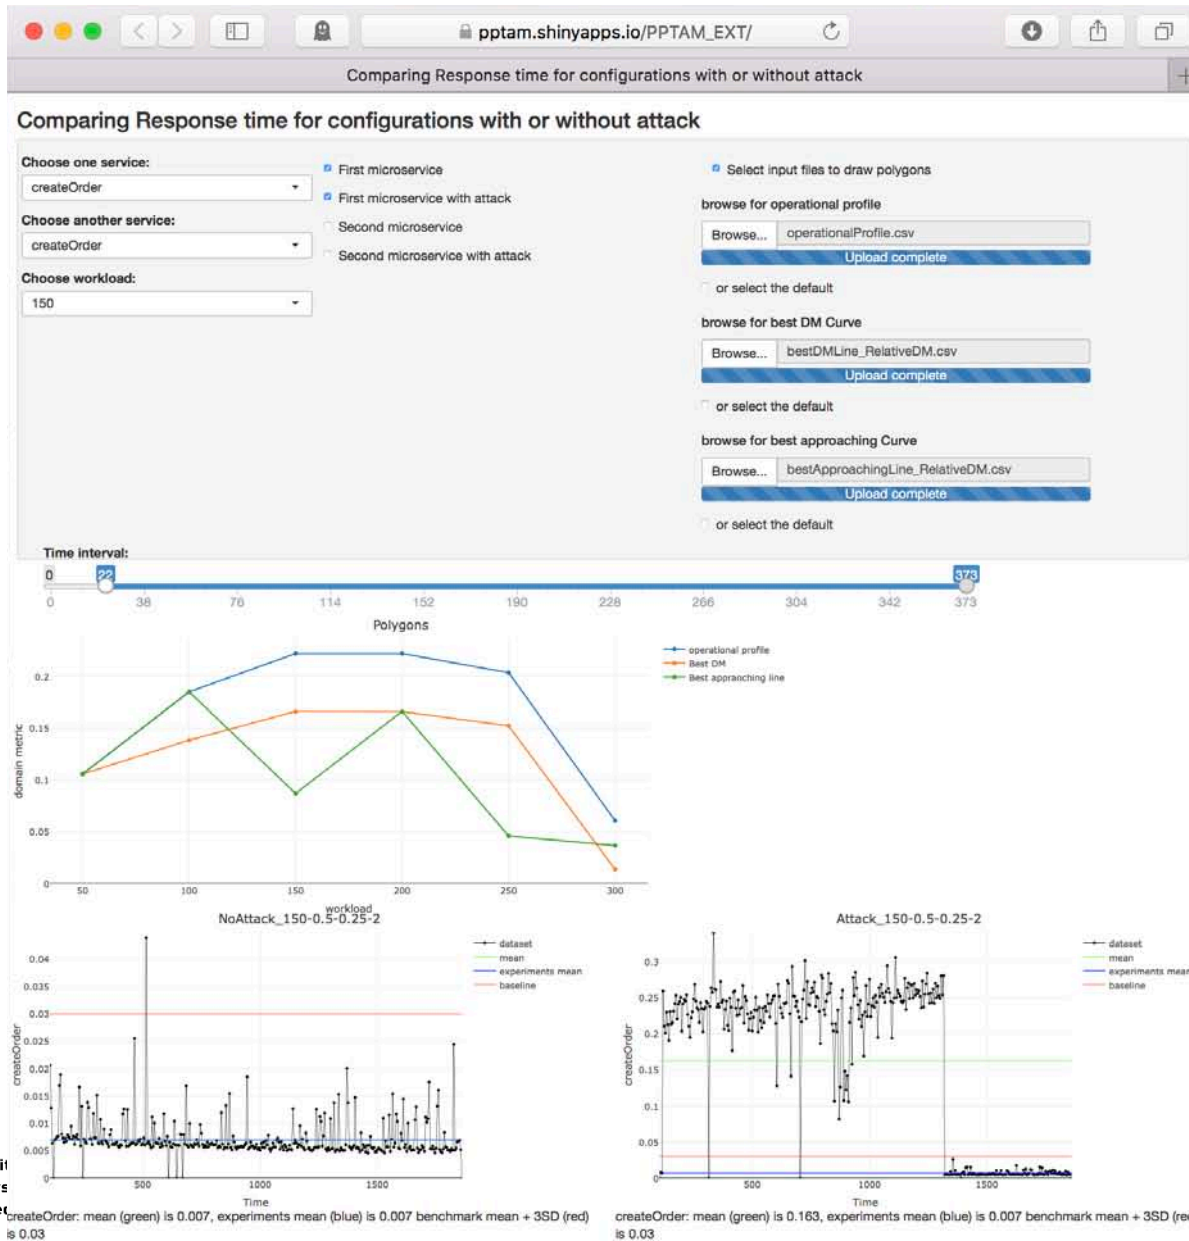 pptam.shinyapps.io/PPTAM_EXT/
Comparing Response time for configurations with or without attack
+
Comparing Response time for configurations with or without attack
Choose one service:
createOrder
Choose another service:
createOrder
Choose workload:
150
First microservice
First microservice with attack
Second microservice
Second microservice with attack
Select input files to draw polygons
browse for operational profile
Browse... operationalProfile.csv
Upload complete
or select the default
browse for best DM Curve
Browse... bestDMLine_RelativeDM.csv
Upload complete
or select the default
browse for best approaching Curve
Browse... bestApproachingLine_RelativeDM.csv
Upload complete
or select the default
Time interval:
0 22 373
0 38 76 114 152 190 228 266 304 342 373
Polygons
operational profile
Best DM
Best appranching line
domain metric
0.2
0.15
0.1
0.05
0
50 100 150 200 250 300
workload
NoAttack_150-0.5-0.25-2
dataset
mean
experiments mean
baseline
createOrder
0.04
0.035
0.03
0.025
0.02
0.015
0.01
0.005
0
500 1000 1500
Time
createOrder: mean (green) is 0.007, experiments mean (blue) is 0.007 benchmark mean + 3SD (red)
is 0.03
Attack_150-0.5-0.25-2
dataset
mean
experiments mean
baseline
createOrder
0.3
0.25
0.2
0.15
0.1
0.05
0
500 1000 1500
Time
createOrder: mean (green) is 0.163, experiments mean (blue) is 0.007 benchmark mean + 3SD (red
is 0.03